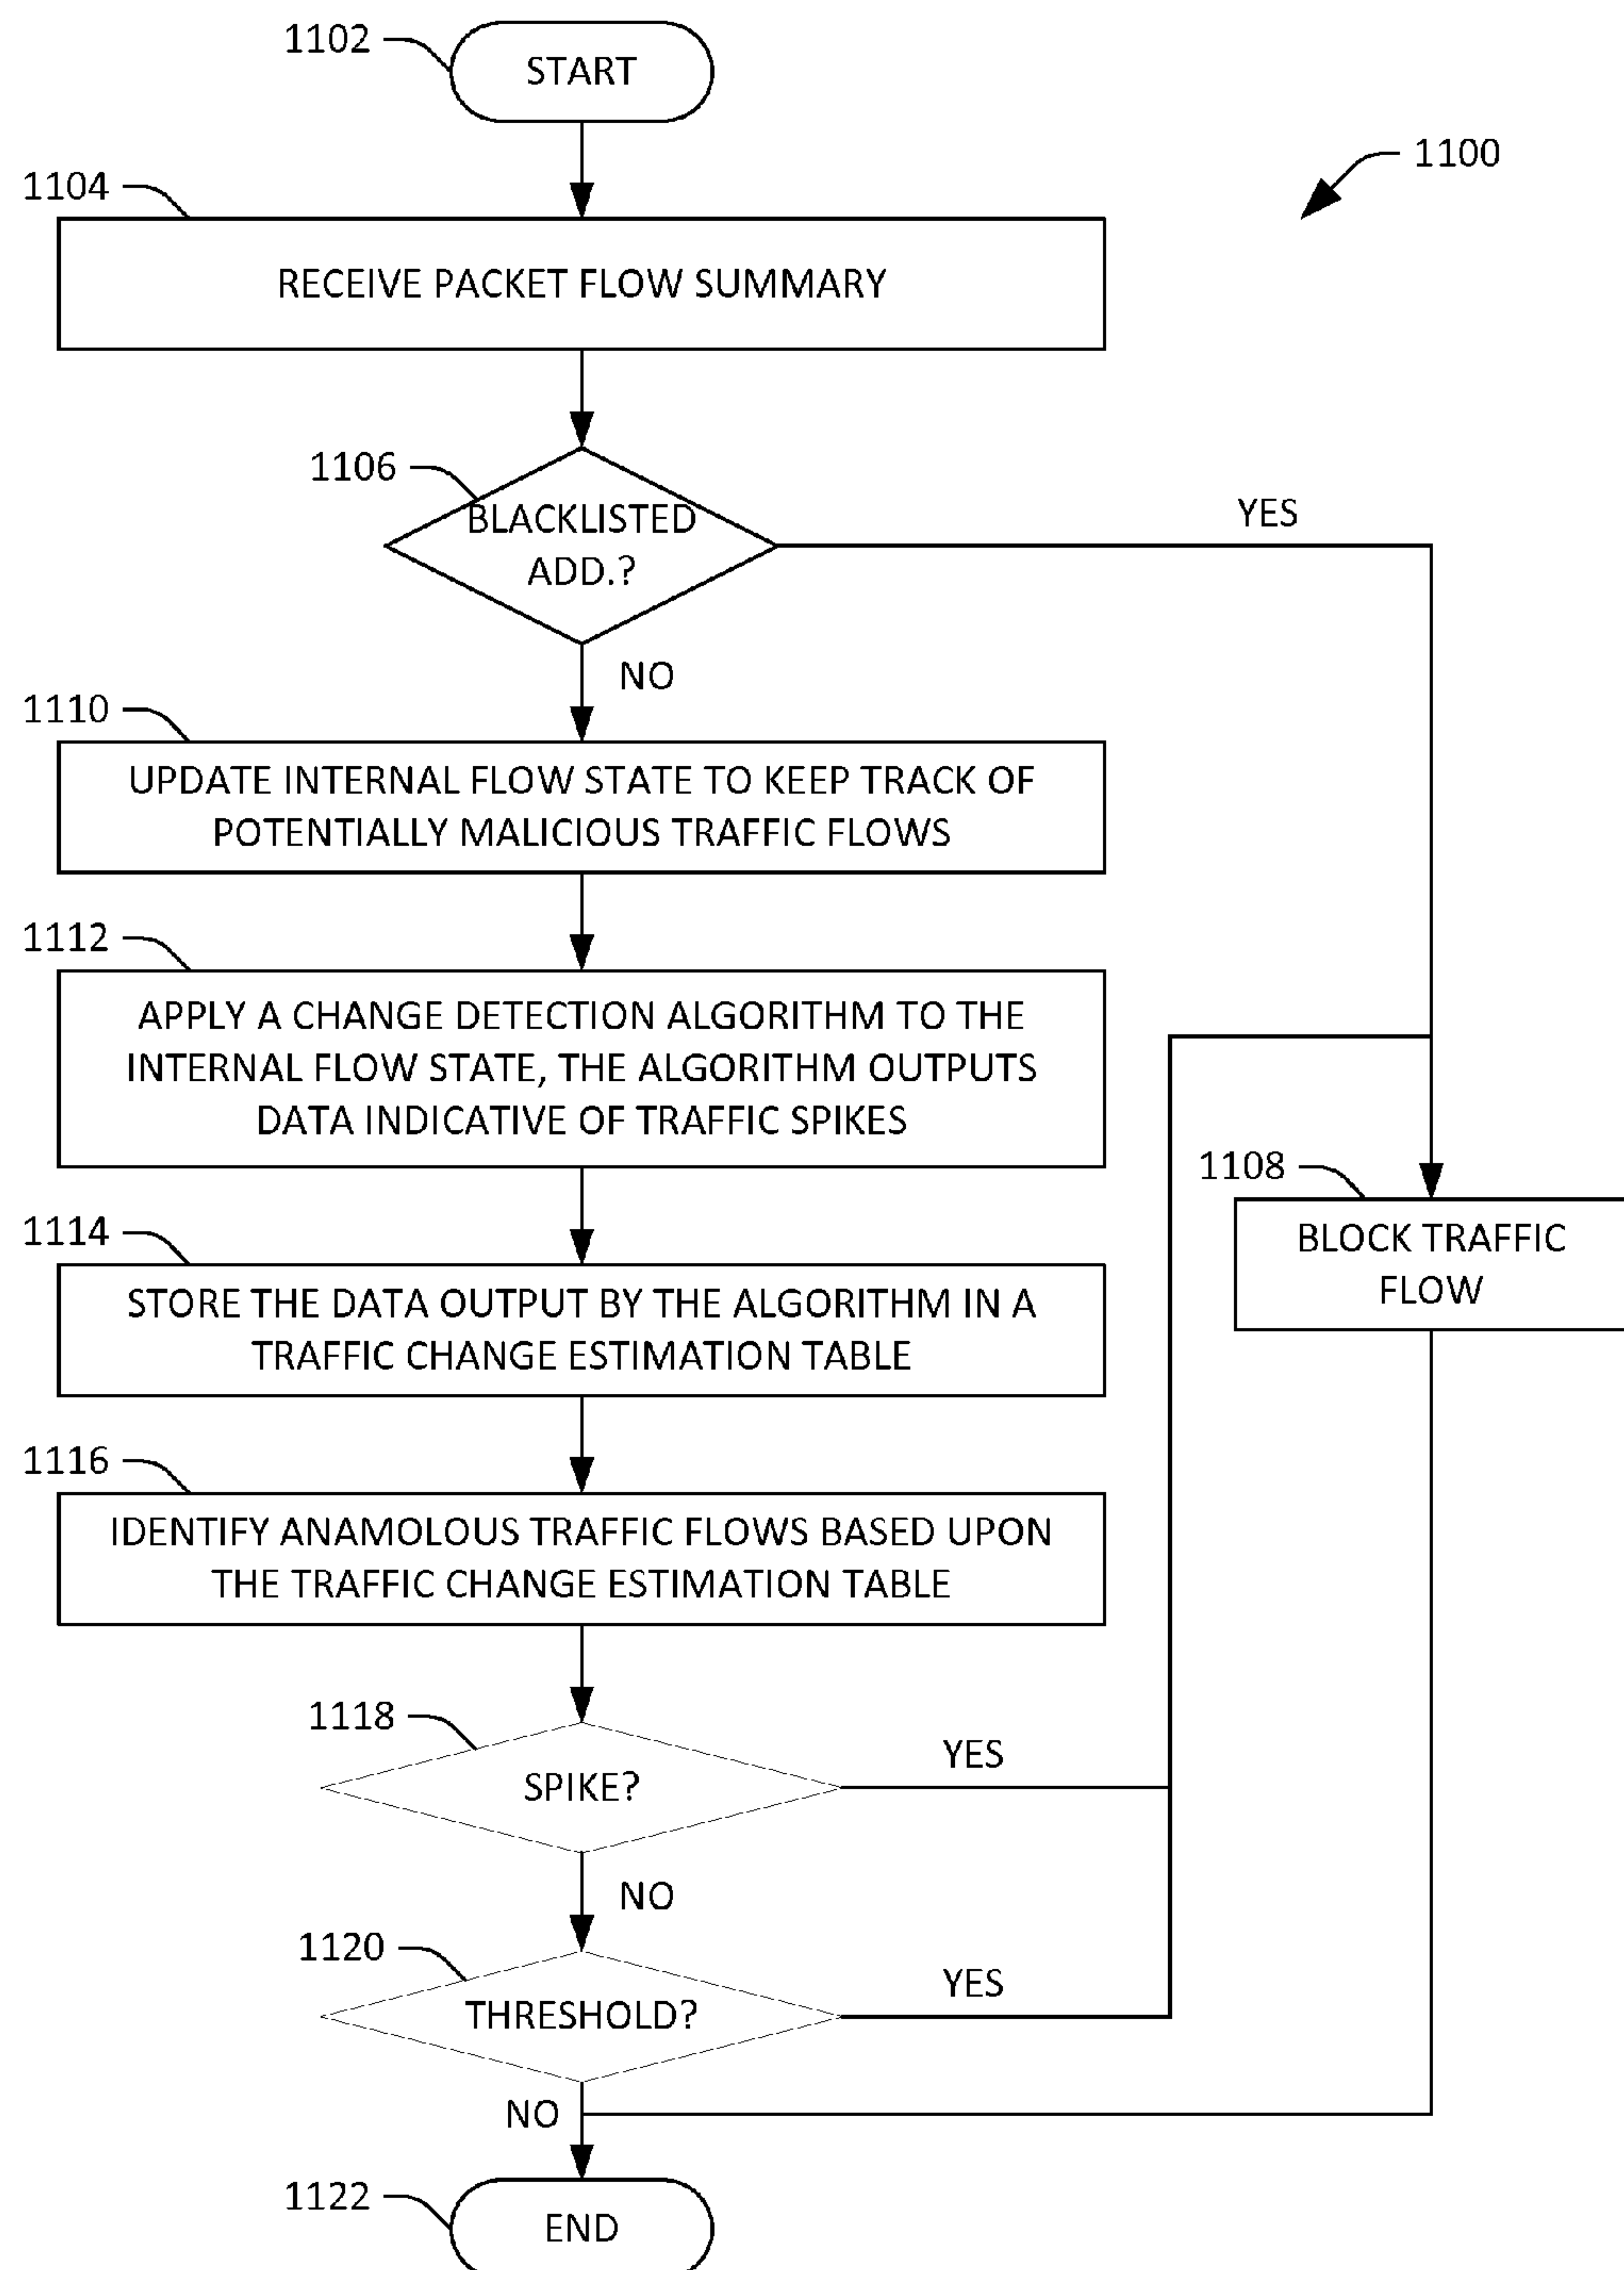 1102
START
1100
1104
RECEIVE PACKET FLOW SUMMARY
1106
BLACKLISTED
ADD.?
YES
NO
1110
UPDATE INTERNAL FLOW STATE TO KEEP TRACK OF
POTENTIALLY MALICIOUS TRAFFIC FLOWS
1112
APPLY A CHANGE DETECTION ALGORITHM TO THE
INTERNAL FLOW STATE, THE ALGORITHM OUTPUTS
DATA INDICATIVE OF TRAFFIC SPIKES
1108
BLOCK TRAFFIC
FLOW
1114
STORE THE DATA OUTPUT BY THE ALGORITHM IN A
TRAFFIC CHANGE ESTIMATION TABLE
1116
IDENTIFY ANAMOLOUS TRAFFIC FLOWS BASED UPON
THE TRAFFIC CHANGE ESTIMATION TABLE
1118
SPIKE?
YES
NO
1120
THRESHOLD?
YES
NO
1122
END